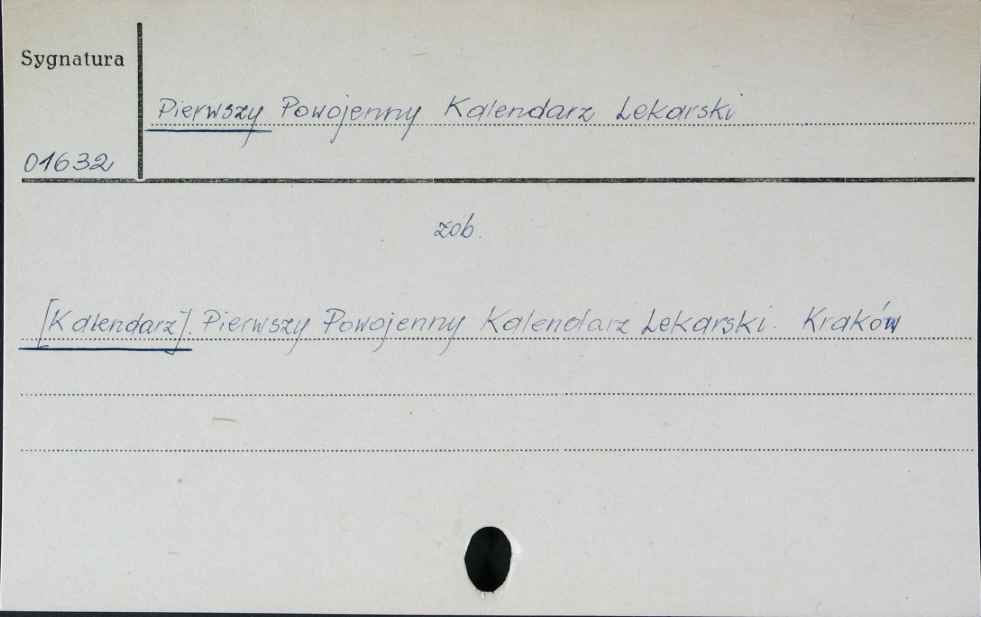 Sygnatura
Pierwszy Powojenny Kalendarz Lekarski
01632
zob.
[Kalendarz]. Pierwszy Powojenny Kalendarz Lekarski. Kraków